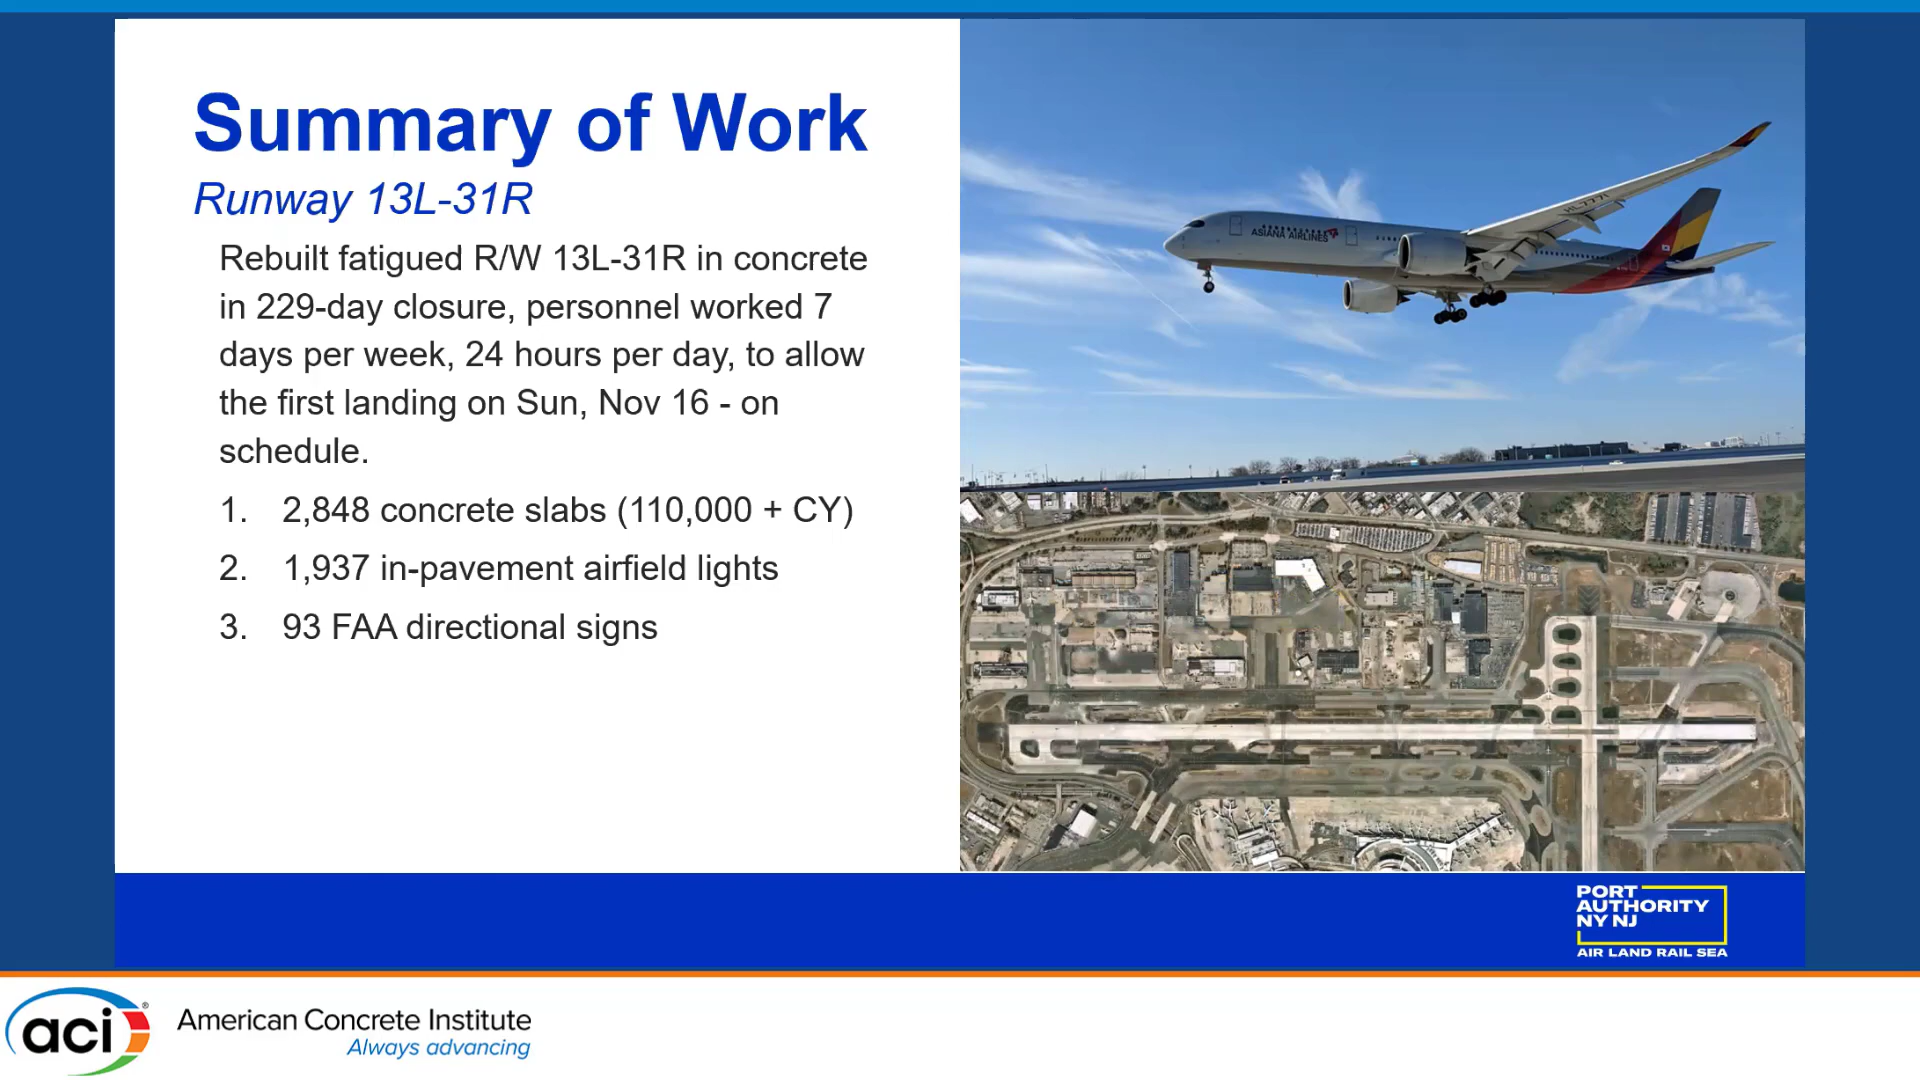 Summary of Work
Runway 13L-31R
Rebuilt fatigued R/W 13L-31R in concrete
in 229-day closure, personnel worked 7
days per week, 24 hours per day, to allow
the first landing on Sun, Nov 16 - on
schedule.
1. 2,848 concrete slabs (110,000 + CY)
2. 1,937 in-pavement airfield lights
3. 93 FAA directional signs
ASIANA AIRLINES
PORT
AUTHORITY
NY NJ
AIR LAND RAIL SEA
aci®
American Concrete Institute
Always advancing